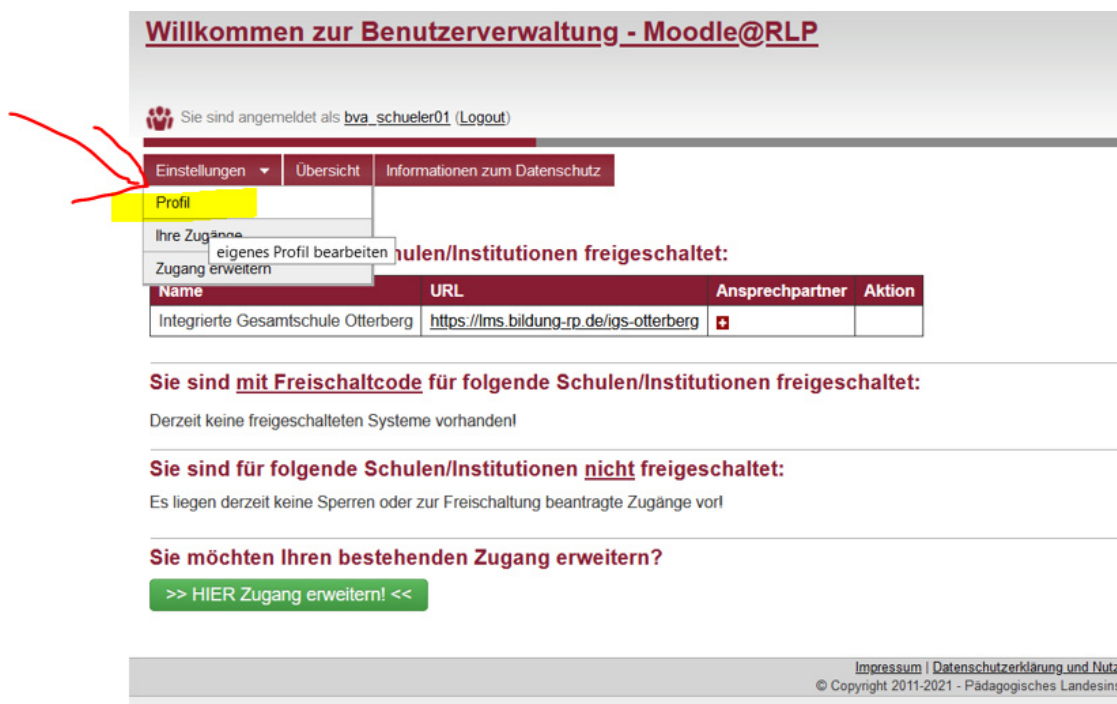 Willkommen zur Benutzerverwaltung - Moodle@RLP
Sie sind angemeldet als bva_schueler01 (Logout)
Einstellungen Übersicht Informationen zum Datenschutz
Profil
Ihre Zugänge
eigenes Profil bearbeiten
hulen/Institutionen freigeschaltet:
Zugang erweitern
Name URL Ansprechpartner Aktion
Integrierte Gesamtschule Otterberg https://lms.bildung-rp.de/igs-otterberg
Sie sind mit Freischaltcode für folgende Schulen/Institutionen freigeschaltet:
Derzeit keine freigeschalteten Systeme vorhanden!
Sie sind für folgende Schulen/Institutionen nicht freigeschaltet:
Es liegen derzeit keine Sperren oder zur Freischaltung beantragte Zugänge vor!
Sie möchten Ihren bestehenden Zugang erweitern?
>> HIER Zugang erweitern! <<
Impressum | Datenschutzerklärung und Nutz
© Copyright 2011-2021 - Pädagogisches Landesins